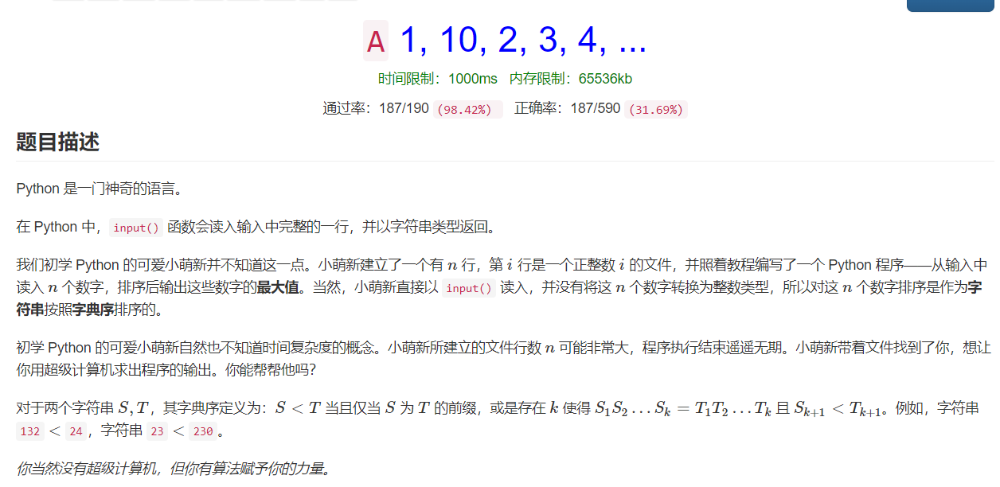 A 1, 10, 2, 3, 4, ...
时间限制：1000ms 内存限制：65536kb
通过率：187/190 (98.42%) 正确率：187/590 (31.69%)
题目描述
Python 是一门神奇的语言。
在 Python 中，input() 函数会读入输入中完整的一行，并以字符串类型返回。
我们初学 Python 的可爱小萌新并不知道这一点。小萌新建立了一个有 n 行，第 i 行是一个正整数 i 的文件，并照着教程编写了一个 Python 程序——从输入中
读入 n 个数字，排序后输出这些数字的最大值。当然，小萌新直接以 input() 读入，并没有将这 n 个数字转换为整数类型，所以对这 n 个数字排序是作为字
符串按照字典序排序的。
初学 Python 的可爱小萌新自然也不知道时间复杂度的概念。小萌新所建立的文件行数 n 可能非常大，程序执行结束遥遥无期。小萌新带着文件找到了你，想让
你用超级计算机求出程序的输出。你能帮帮他吗？
对于两个字符串 S, T，其字典序定义为：S < T 当且仅当 S 为 T 的前缀，或是存在 k 使得 S₁S₂…Sₖ = T₁T₂…Tₖ 且 Sₖ₊₁ < Tₖ₊₁。例如，字符串
132 < 24，字符串 23 < 230。
你当然没有超级计算机，但你有算法赋予你的力量。